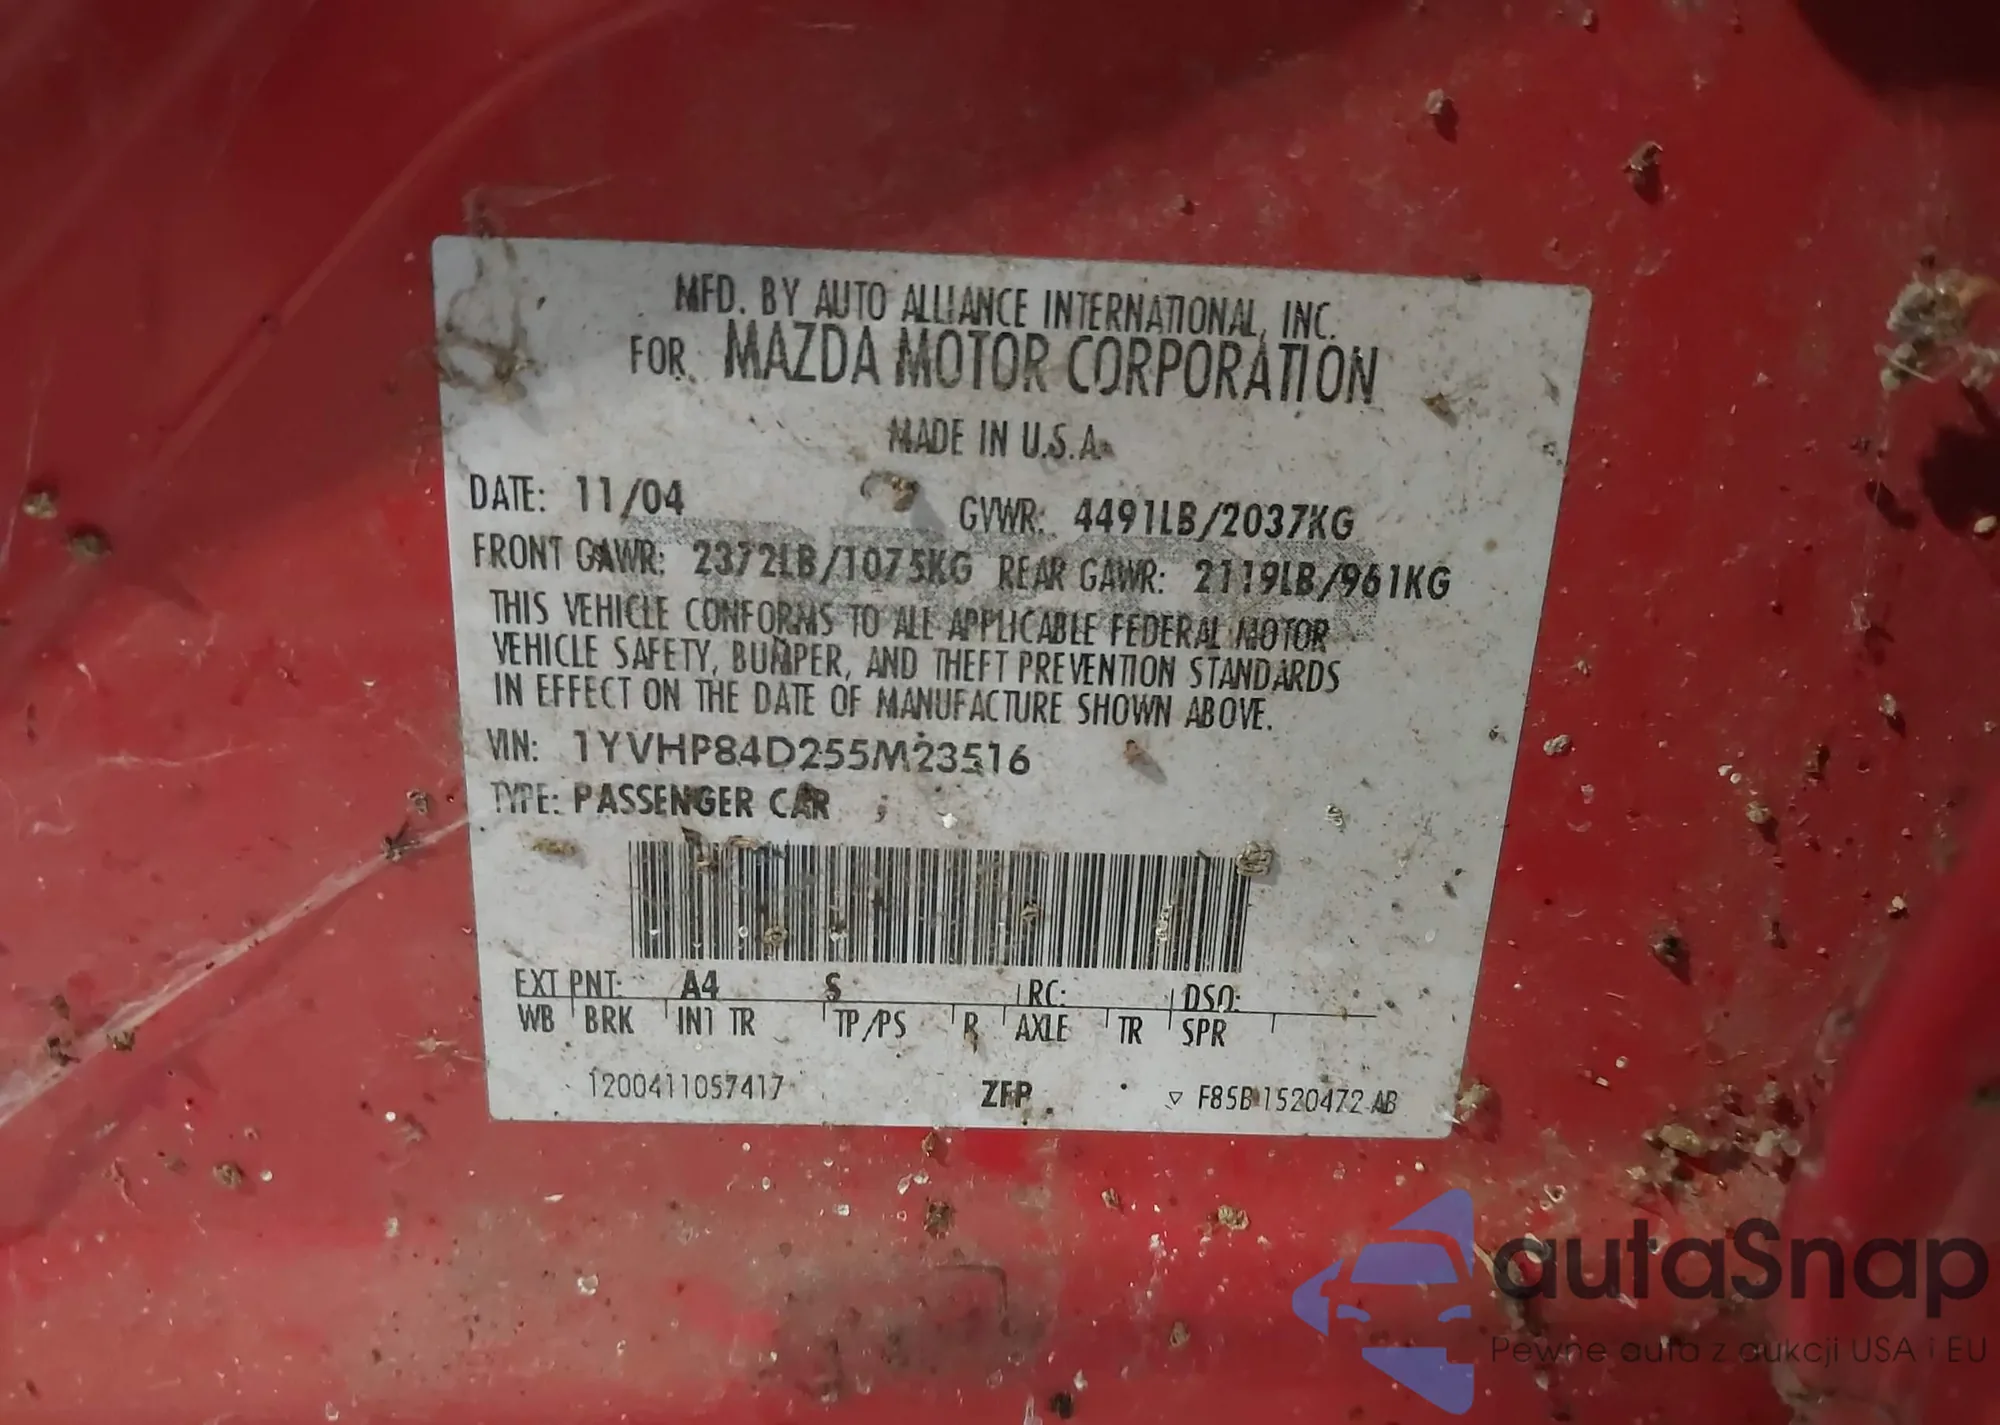 MFD. BY AUTO ALLIANCE INTERNATIONAL, INC.
FOR MAZDA MOTOR CORPORATION
MADE IN U.S.A.
DATE: 11/04 GVWR: 4491LB/2037KG
FRONT GAWR: 2372LB/1075KG REAR GAWR: 2119LB/961KG
THIS VEHICLE CONFORMS TO ALL APPLICABLE FEDERAL MOTOR
VEHICLE SAFETY, BUMPER, AND THEFT PREVENTION STANDARDS
IN EFFECT ON THE DATE OF MANUFACTURE SHOWN ABOVE.
VIN: 1YVHP84D255M23516
TYPE: PASSENGER CAR
EXT PNT: A4 S RC: DSO:
WB BRK INT TR TP/PS R AXLE TR SPR
1200411057417 ZFP F85B 1520472 AB
autaSnap
Pewne auta z aukcji USA i EU